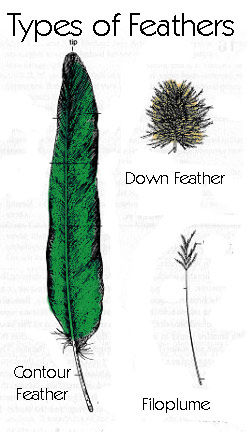 Types of Feathers
tip
Down Feather
Contour
Feather
Filoplume